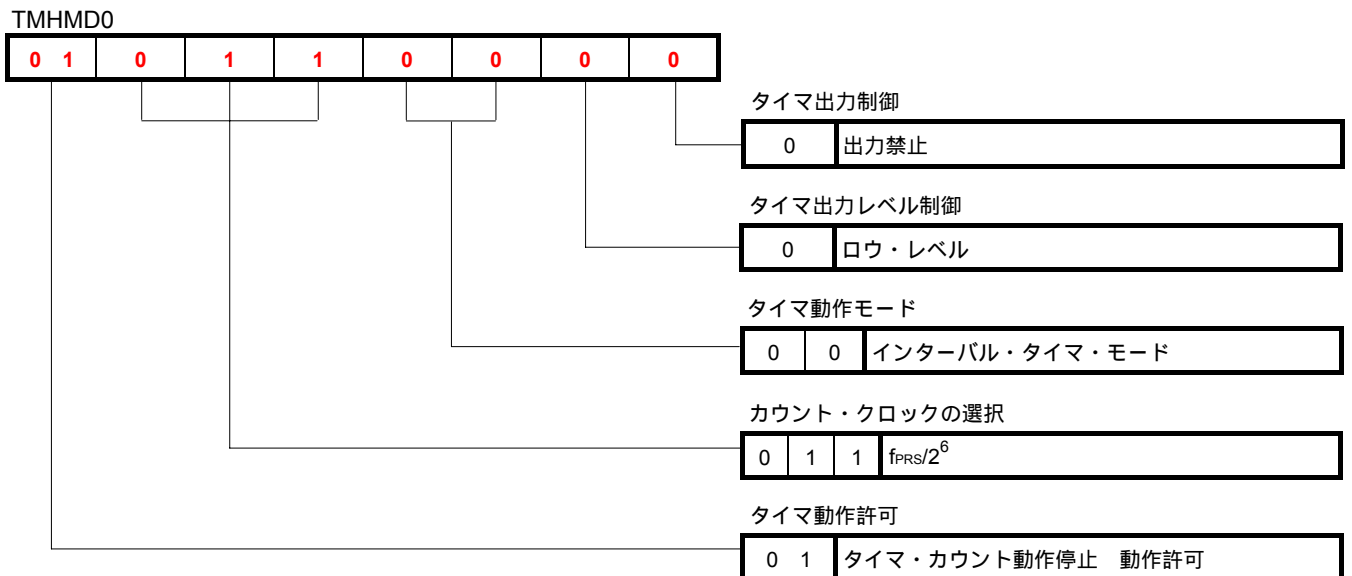 TMHMD0
0 1 0 1 1 0 0 0 0
タイマ出力制御
0 出力禁止
タイマ出力レベル制御
0 ロウ・レベル
タイマ動作モード
0 0 インターバル・タイマ・モード
カウント・クロックの選択
0 1 1 fPRS/2^6
タイマ動作許可
0 1 タイマ・カウント動作停止 動作許可